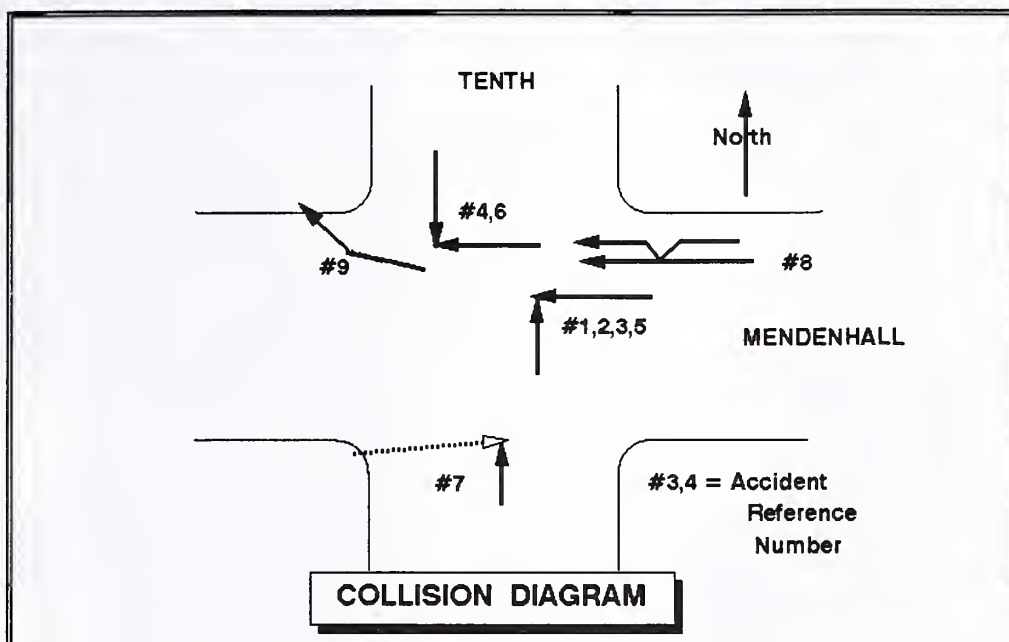 TENTH
North
#4,6
#9
#8
#1,2,3,5
MENDENHALL
#7
#3,4 = Accident
Reference
Number
COLLISION DIAGRAM